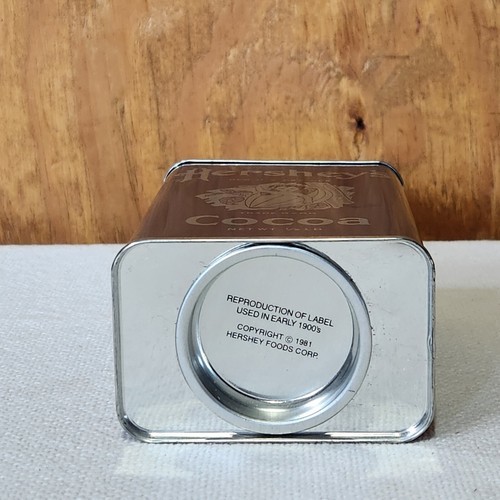 Hershey's
Cocoa
REPRODUCTION OF LABEL
USED IN EARLY 1900's
COPYRIGHT © 1981
HERSHEY FOODS CORP.